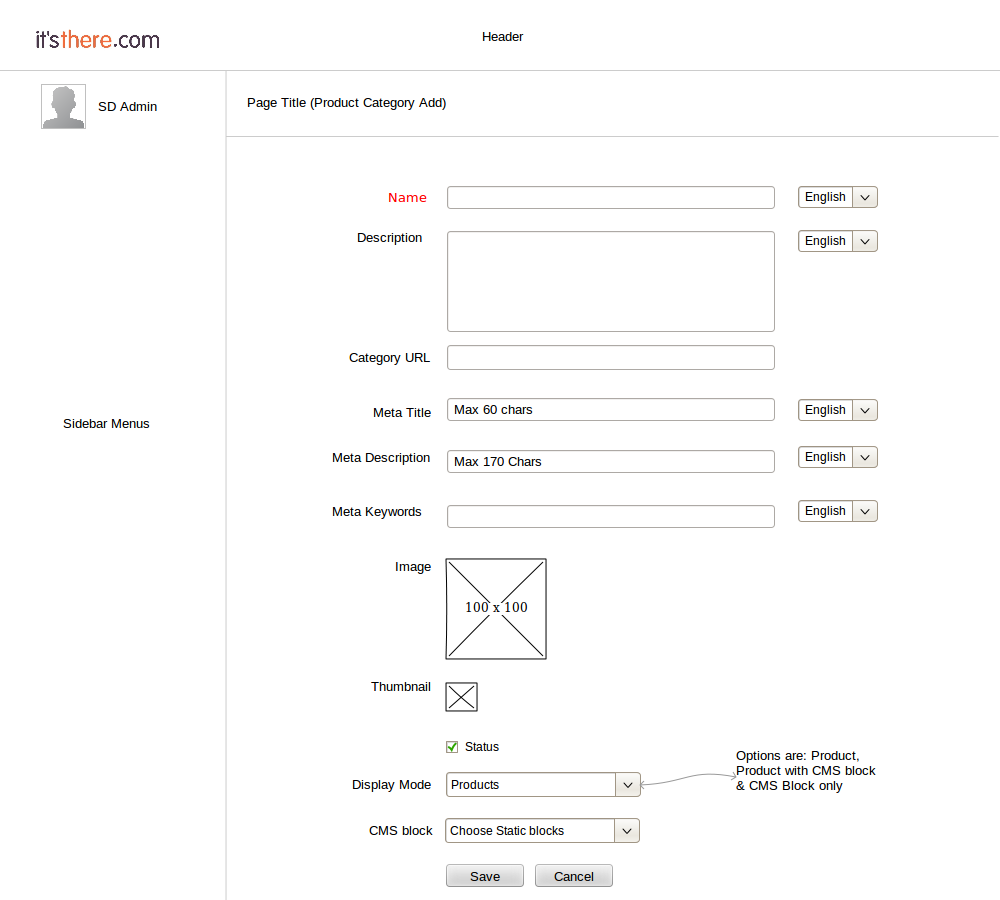 it'sthere.com
Header
SD Admin
Page Title (Product Category Add)
Name
English
Description
English
Category URL
Meta Title
Max 60 chars
English
Sidebar Menus
Meta Description
Max 170 Chars
English
Meta Keywords
English
Image
100 x 100
Thumbnail
Status
Options are: Product,
Product with CMS block
& CMS Block only
Display Mode
Products
CMS block
Choose Static blocks
Save
Cancel